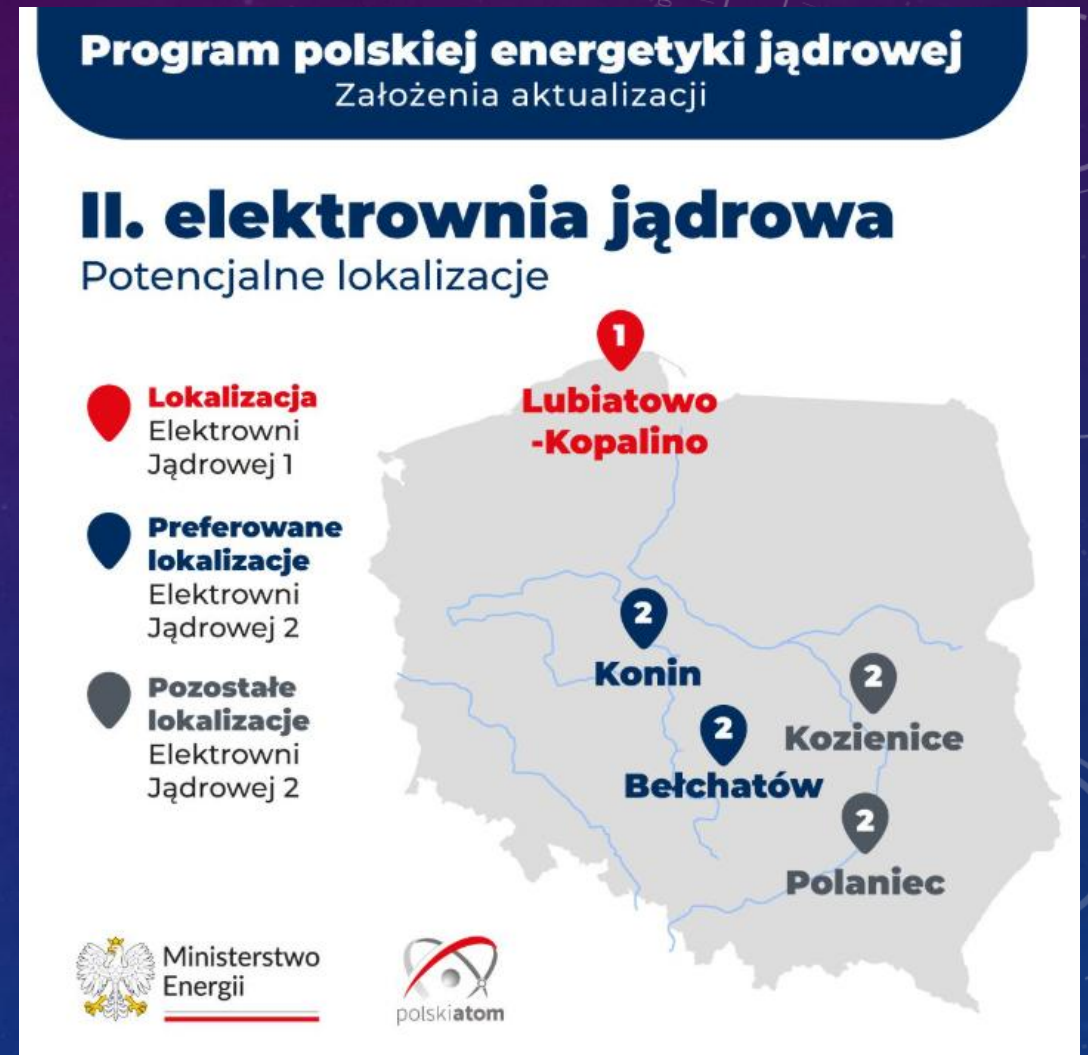 Program polskiej energetyki jądrowej
Założenia aktualizacji
II. elektrownia jądrowa
Potencjalne lokalizacje
Lokalizacja
Elektrowni
Jądrowej 1
Preferowane
lokalizacje
Elektrowni
Jądrowej 2
Pozostałe
lokalizacje
Elektrowni
Jądrowej 2
1
Lubiatowo
-Kopalino
2
Konin
2
Bełchatów
2
Kozienice
2
Polaniec
Ministerstwo
Energii
polskiatom